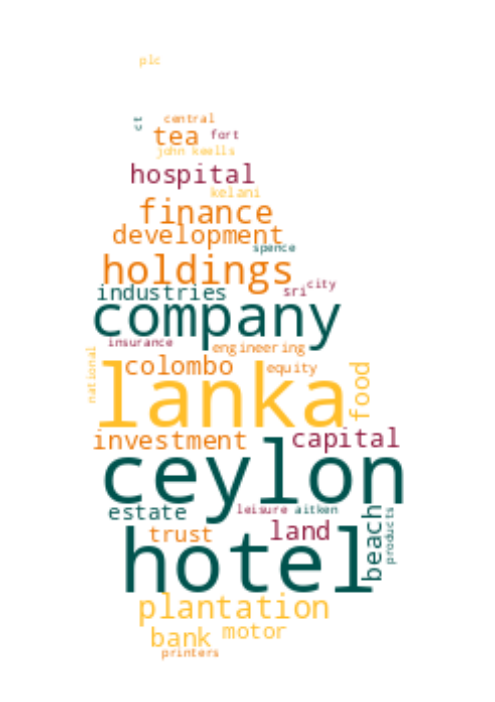 plc
ct
central
tea fort
john keells
hospital
kelani
finance
development
spence
holdings
sri city
industries
company
insurance
engineering
national
colombo equity
lanka
food
investment capital
ceylon
estate leisure aitken
beach
products
trust land
hotel
plantation
bank motor
printers